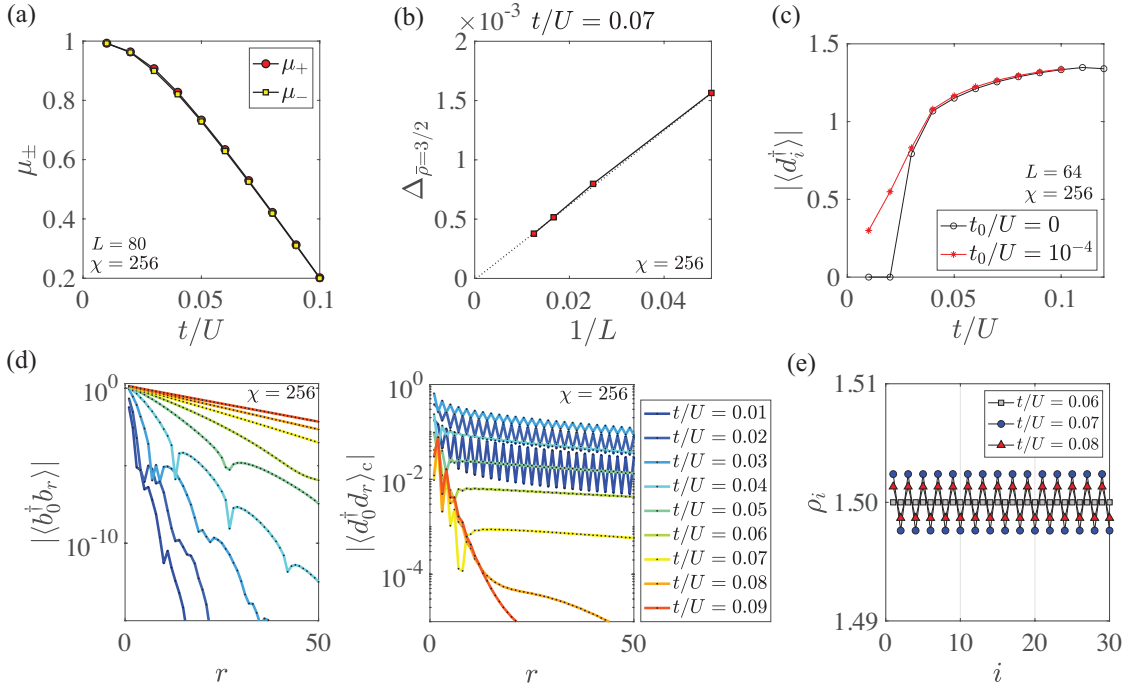 (a)
1
0.8
0.6
0.4
0.2
μ±
μ+
μ−
L = 80
χ = 256
0
0.05
0.1
t/U
(b)
×10⁻³ t/U = 0.07
2
1.5
1
0.5
0
Δρ̄=3/2
χ = 256
0
0.02
0.04
1/L
(c)
1.5
1
0.5
0
|⟨d†i⟩|
L = 64
χ = 256
t₀/U = 0
t₀/U = 10⁻⁴
0
0.05
0.1
t/U
(d)
10⁰
10⁻¹⁰
|⟨b†0br⟩|
χ = 256
0
50
r
10⁰
10⁻²
10⁻⁴
|⟨d†0dr⟩c|
χ = 256
0
50
r
t/U = 0.01
t/U = 0.02
t/U = 0.03
t/U = 0.04
t/U = 0.05
t/U = 0.06
t/U = 0.07
t/U = 0.08
t/U = 0.09
(e)
1.51
1.50
1.49
ρi
t/U = 0.06
t/U = 0.07
t/U = 0.08
0
10
20
30
i